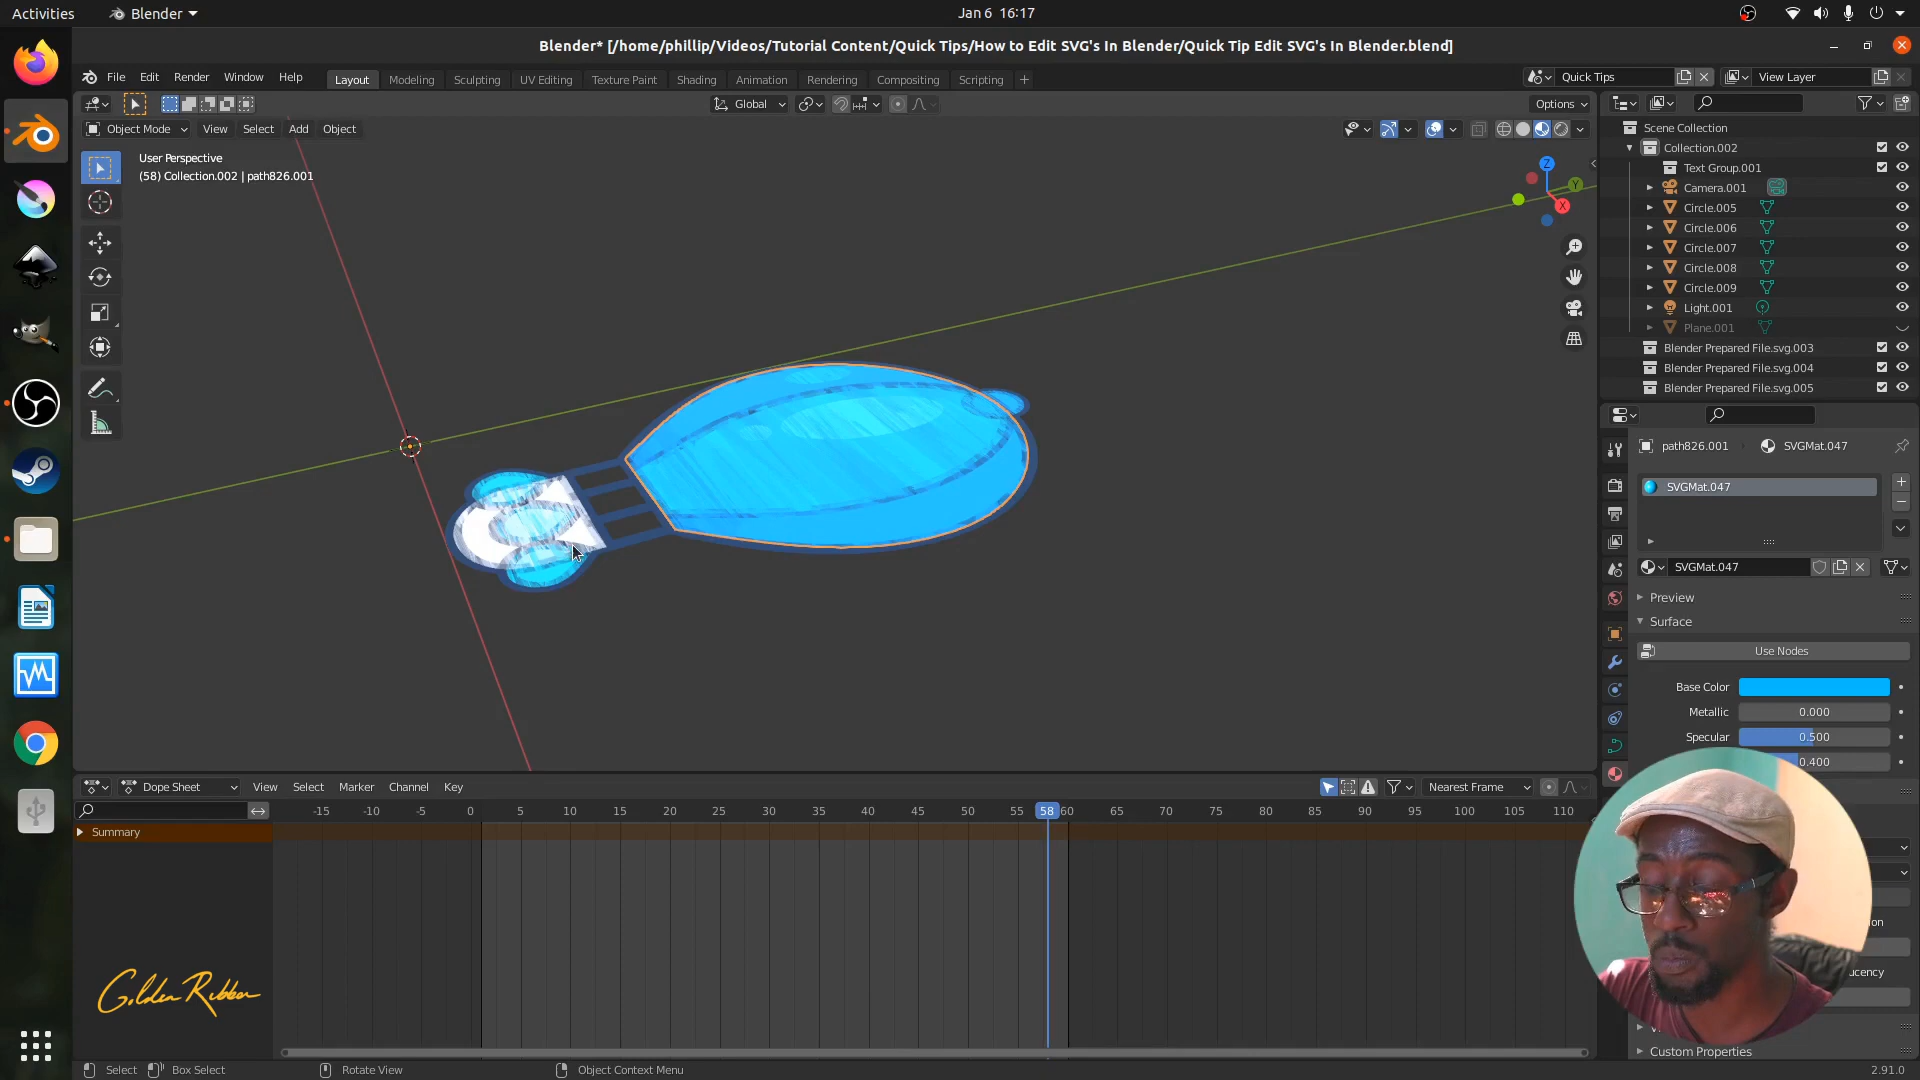 Activities Blender Jan 6 16:17
Blender* [/home/phillip/Videos/Tutorial Content/Quick Tips/How to Edit SVG's In Blender/Quick Tip Edit SVG's In Blender.blend]
File Edit Render Window Help Layout Modeling Sculpting UV Editing Texture Paint Shading Animation Rendering Compositing Scripting + Quick Tips View Layer
Global Options
Object Mode View Select Add Object
User Perspective
(58) Collection.002 | path826.001
Z
Y
X
Scene Collection
Collection.002
Text Group.001
Camera.001
Circle.005
Circle.006
Circle.007
Circle.008
Circle.009
Light.001
Plane.001
Blender Prepared File.svg.003
Blender Prepared File.svg.004
Blender Prepared File.svg.005
path826.001 SVGMat.047
SVGMat.047
SVGMat.047
Preview
Surface
Use Nodes
Base Color
Metallic 0.000
Specular 0.500
0.400
ion
ucency
Custom Properties
Dope Sheet View Select Marker Channel Key Nearest Frame
-15 -10 -5 0 5 10 15 20 25 30 35 40 45 50 55 58 60 65 70 75 80 85 90 95 100 105 110
Summary
Golden Ribbon
Select Box Select Rotate View Object Context Menu 2.91.0